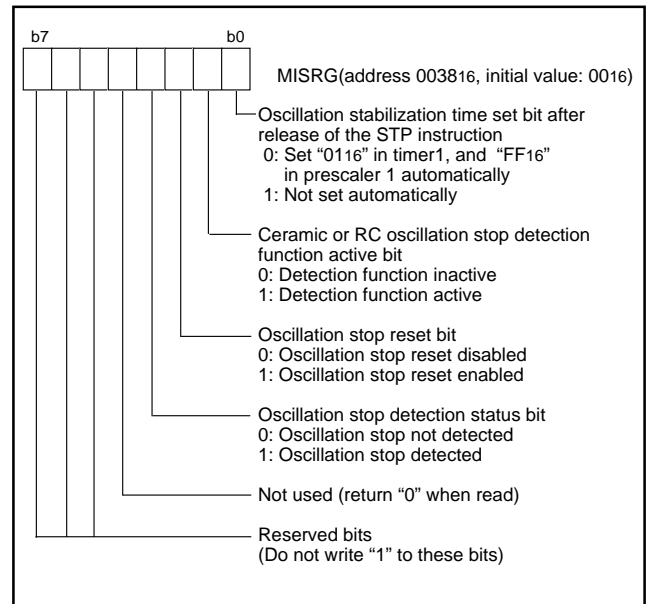 b7 b0
MISRG(address 003816, initial value: 0016)
Oscillation stabilization time set bit after
release of the STP instruction
0: Set “0116” in timer1, and “FF16”
in prescaler 1 automatically
1: Not set automatically
Ceramic or RC oscillation stop detection
function active bit
0: Detection function inactive
1: Detection function active
Oscillation stop reset bit
0: Oscillation stop reset disabled
1: Oscillation stop reset enabled
Oscillation stop detection status bit
0: Oscillation stop not detected
1: Oscillation stop detected
Not used (return “0” when read)
Reserved bits
(Do not write “1” to these bits)